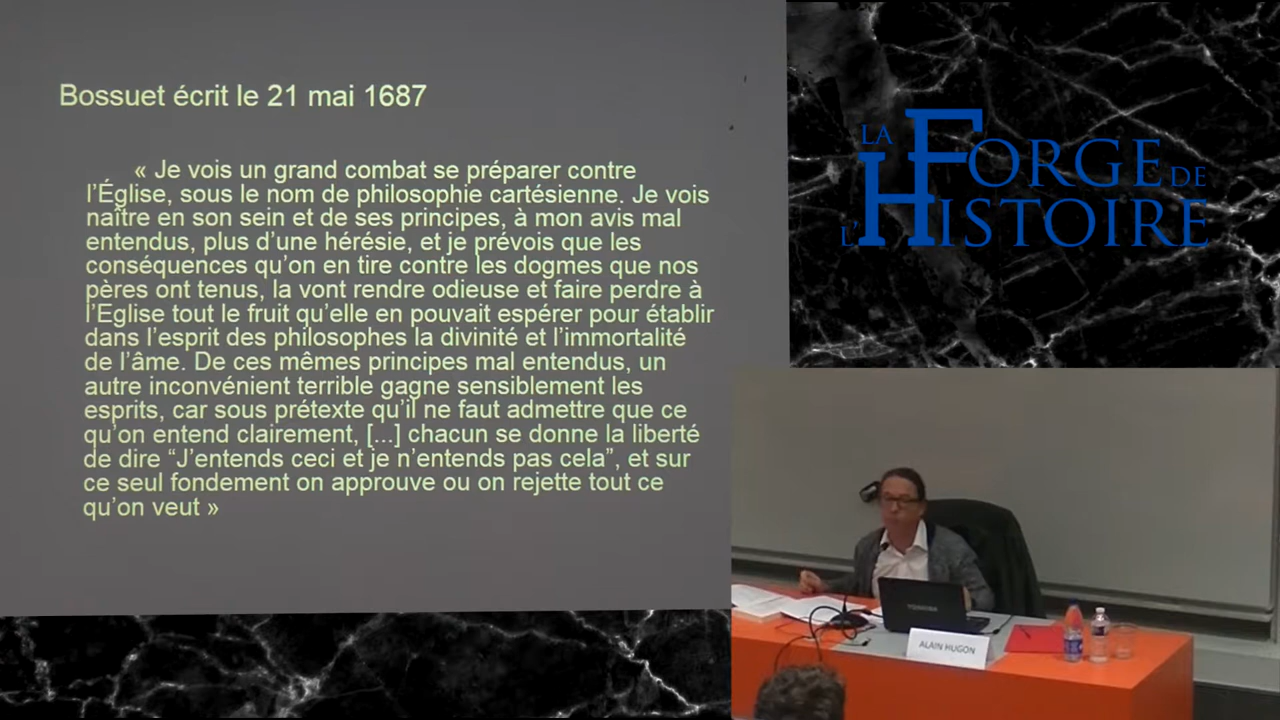 Bossuet écrit le 21 mai 1687
« Je vois un grand combat se préparer contre
l’Église, sous le nom de philosophie cartésienne. Je vois
naître en son sein et de ses principes, à mon avis mal
entendus, plus d’une hérésie, et je prévois que les
conséquences qu’on en tire contre les dogmes que nos
pères ont tenus, la vont rendre odieuse et faire perdre à
l’Eglise tout le fruit qu’elle en pouvait espérer pour établir
dans l’esprit des philosophes la divinité et l’immortalité
de l’âme. De ces mêmes principes mal entendus, un
autre inconvénient terrible gagne sensiblement les
esprits, car sous prétexte qu’il ne faut admettre que ce
qu’on entend clairement, [...] chacun se donne la liberté
de dire “J’entends ceci et je n’entends pas cela”, et sur
ce seul fondement on approuve ou on rejette tout ce
qu’on veut »
LA FORGE DE
L’HISTOIRE
TOSHIBA
ALAIN HUGON